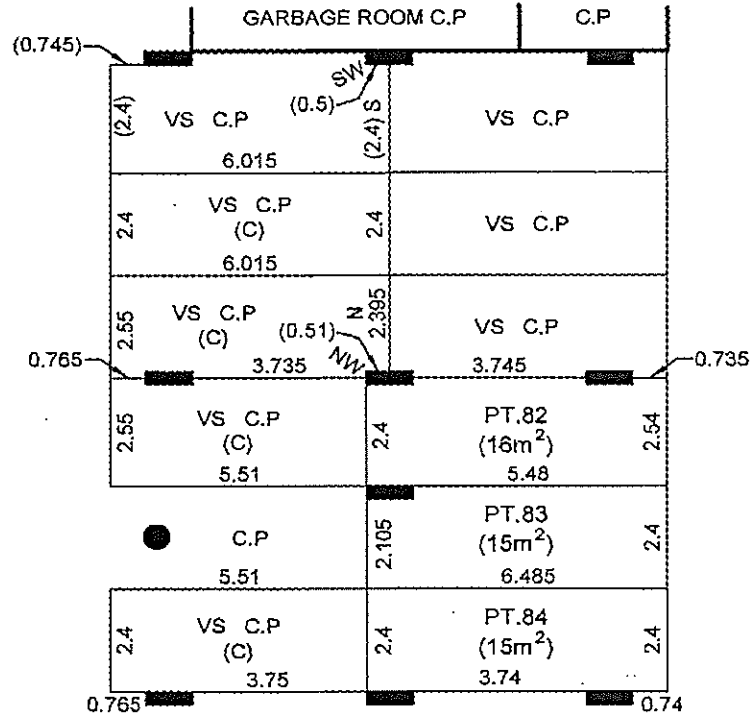 GARBAGE ROOM C.P
C.P
(0.745)
SW
(0.5)
(2.4)
VS C.P
6.015
(2.4) S
VS C.P
2.4
VS C.P
(C)
6.015
2.4
VS C.P
2.55
VS C.P
(C)
3.735
N
2.395
(0.51)
NW
VS C.P
3.745
0.765
0.735
2.55
VS C.P
(C)
5.51
2.4
PT.82
(16m²)
5.48
2.54
C.P
5.51
2.105
PT.83
(15m²)
6.485
2.4
2.4
VS C.P
(C)
3.75
2.4
PT.84
(15m²)
3.74
2.4
0.765
0.74